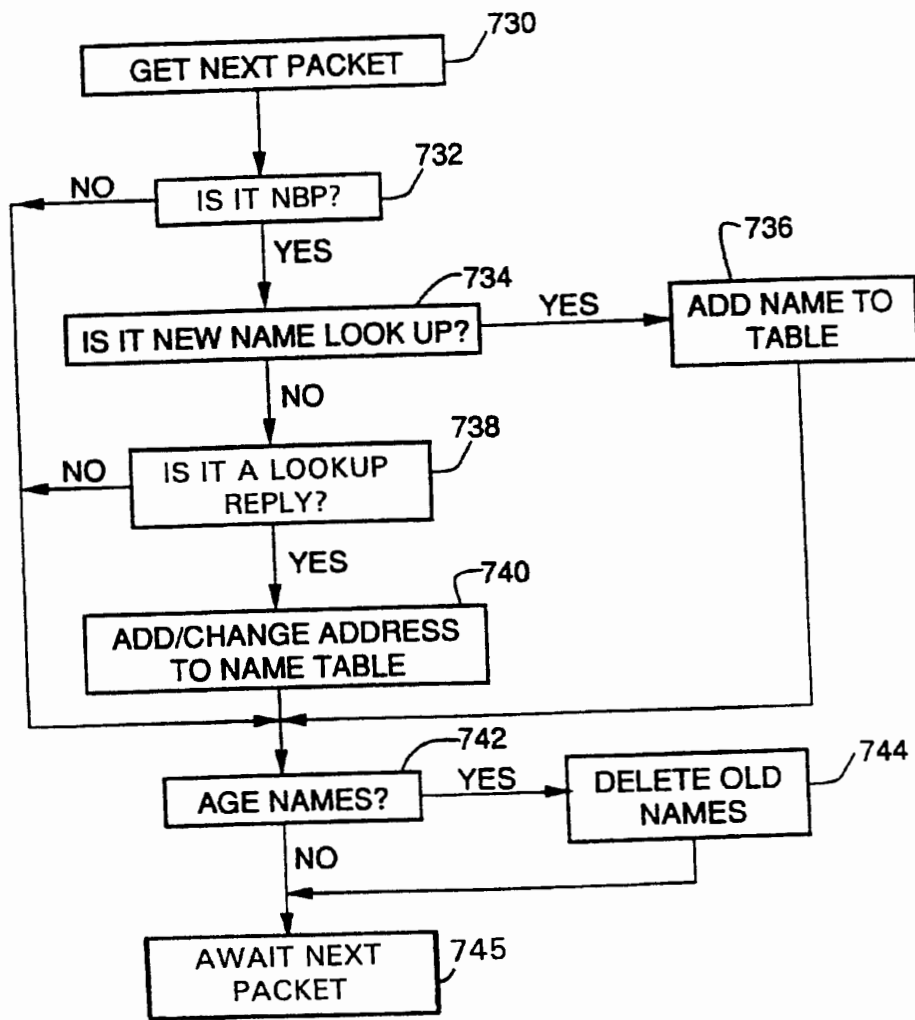 730
GET NEXT PACKET
732
NO
IS IT NBP?
YES
734
736
IS IT NEW NAME LOOK UP?
YES
ADD NAME TO
TABLE
NO
738
NO
IS IT A LOOKUP
REPLY?
YES
740
ADD/CHANGE ADDRESS
TO NAME TABLE
742
744
AGE NAMES?
YES
DELETE OLD
NAMES
NO
AWAIT NEXT
PACKET
745